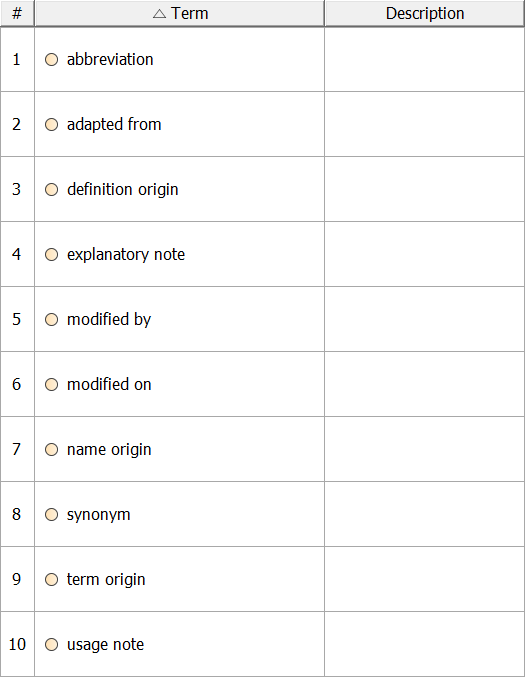 # Term Description
1 abbreviation
2 adapted from
3 definition origin
4 explanatory note
5 modified by
6 modified on
7 name origin
8 synonym
9 term origin
10 usage note